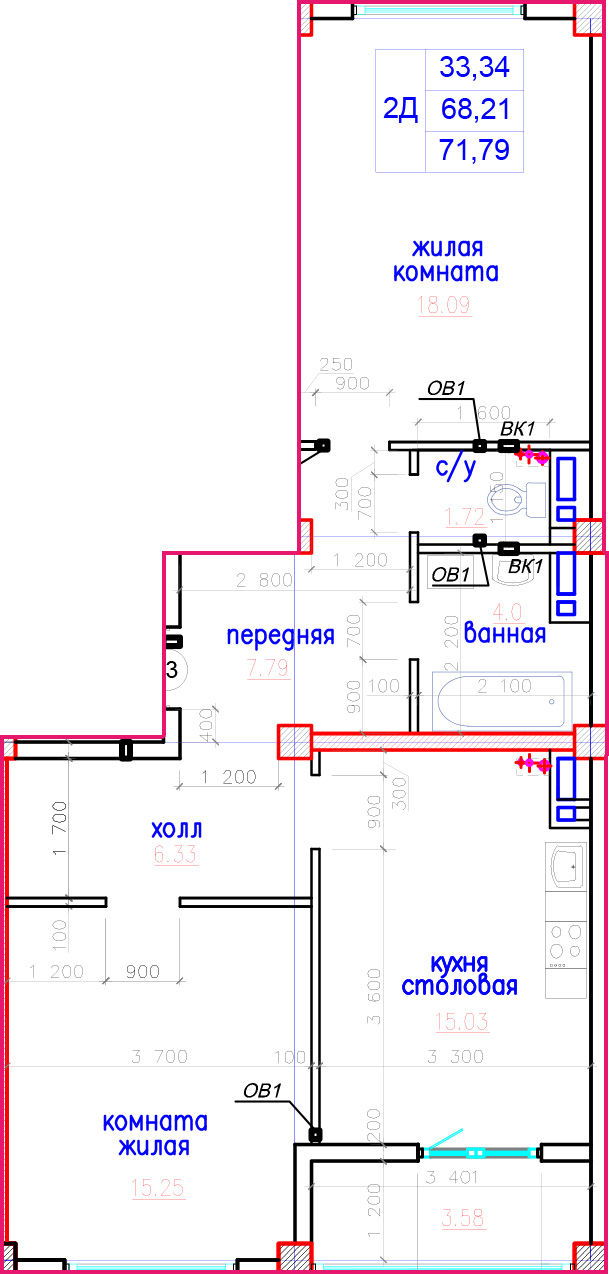 33,34
2Д
68,21
71,79
жилая
комната
18.09
250
900
ОВ1
1 600
ВК1
с/у
300
700
1 150
1.72
1 200
ОВ1
ВК1
2 800
4.0
передняя
ванная
7.79
700
2 200
3
100
2 100
900
400
1 200
300
900
1 700
холл
6.33
100
1 200
900
кухня
столовая
3 600
15.03
3 700
100
3 300
ОВ1
комната
жилая
200
15.25
3 401
1 200
3.58